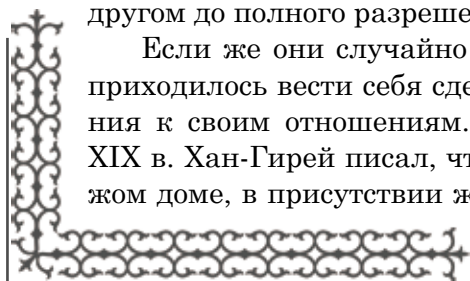 другом до полного разреше
Если же они случайно
приходилось вести себя сде
ния к своим отношениям.
XIX в. Хан-Гирей писал, чт
жом доме, в присутствии ж